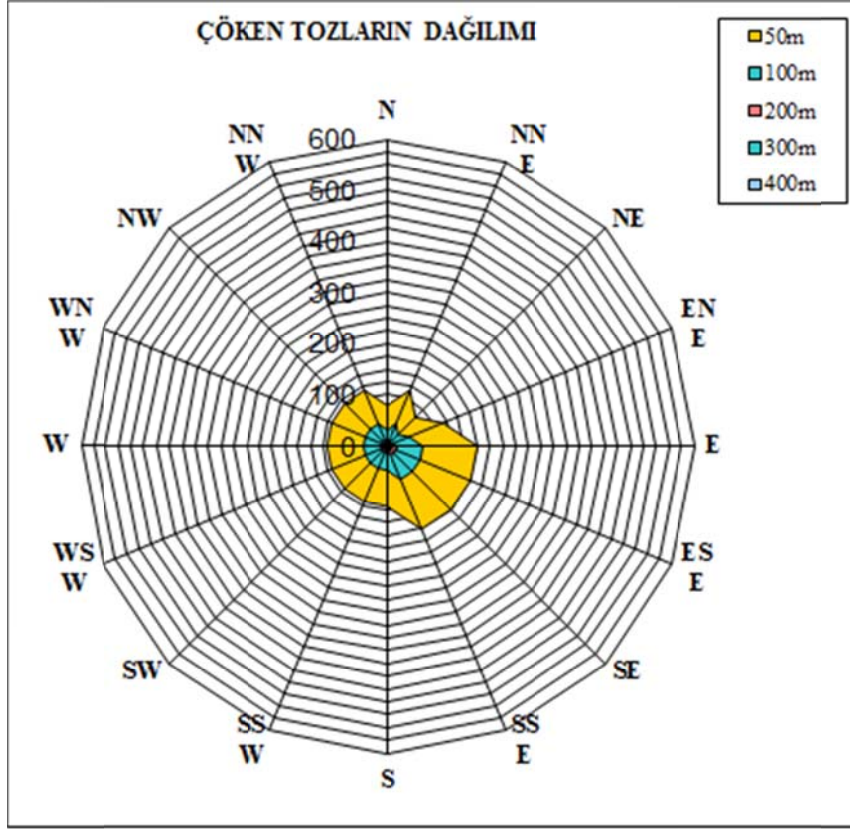 ÇÖKEN TOZLARIN DAĞILIMI
50m
100m
200m
300m
400m
N
NN
E
NE
EN
E
E
ES
E
SE
SS
E
S
SS
W
SW
WS
W
W
WN
W
NW
NN
W
600
500
400
300
200
100
0